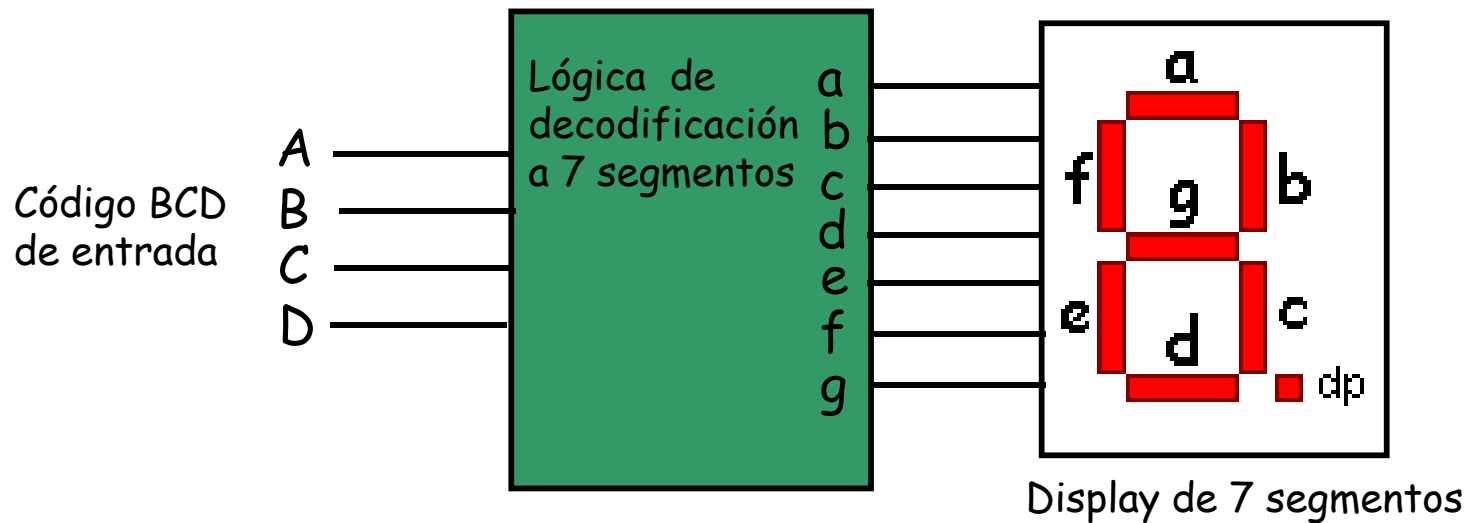 Código BCD
de entrada
A
B
C
D
Lógica de
decodificación
a 7 segmentos
a
b
c
d
e
f
g
a
f
g
b
e
d
c
dp
Display de 7 segmentos